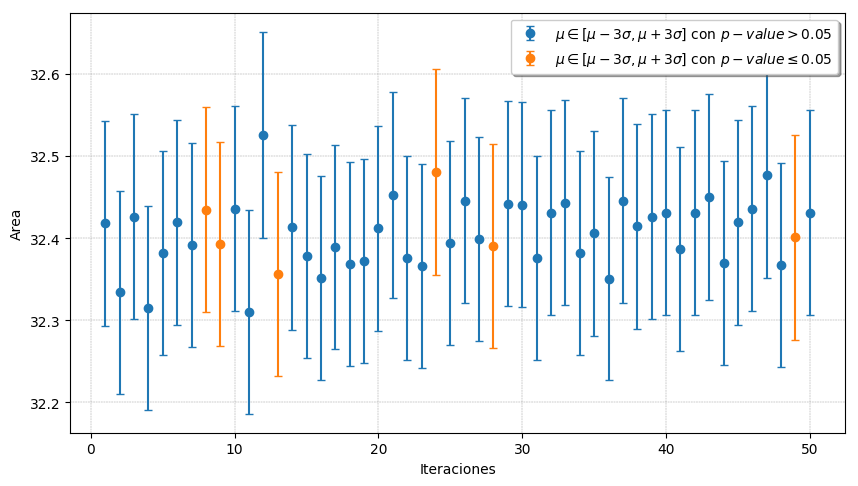 μ ∈ [μ − 3σ, μ + 3σ] con p − value > 0.05
μ ∈ [μ − 3σ, μ + 3σ] con p − value ≤ 0.05
32.6
32.5
32.4
32.3
32.2
Area
0 10 20 30 40 50
Iteraciones